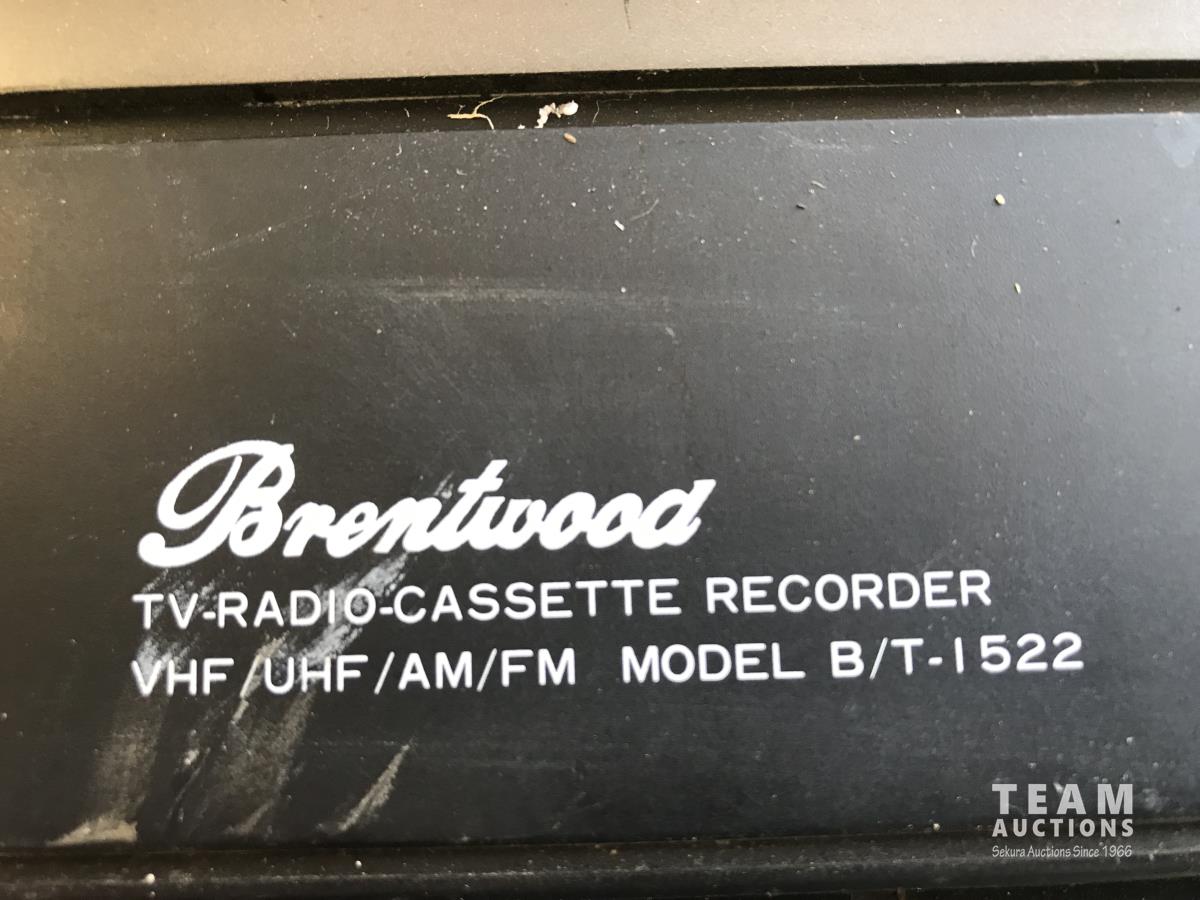 Brentwood
TV-RADIO-CASSETTE RECORDER
VHF/UHF/AM/FM MODEL B/T-1522
TEAM
AUCTIONS
Sekura Auctions Since 1966